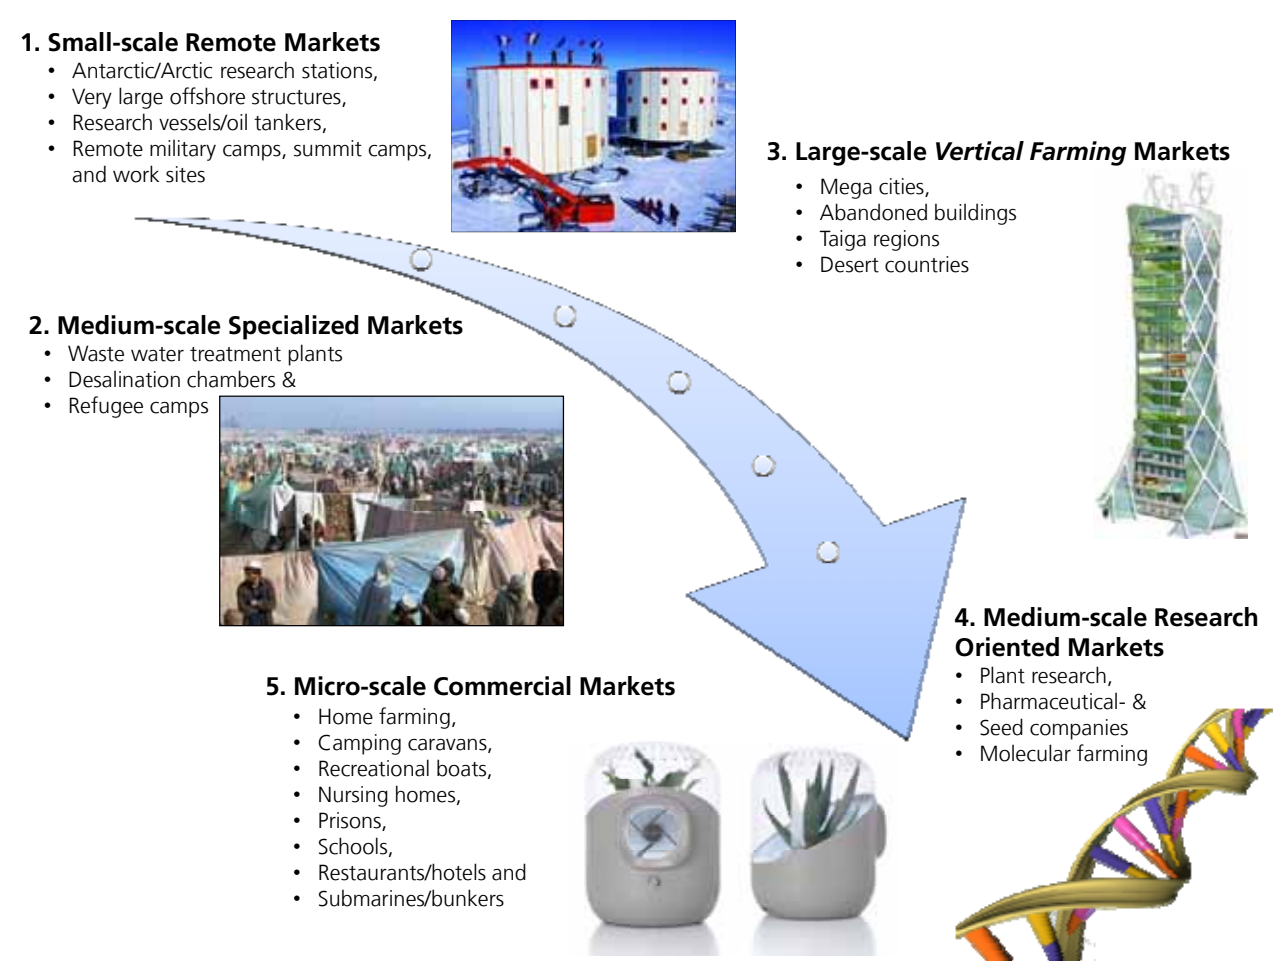 1. Small-scale Remote Markets
• Antarctic/Arctic research stations,
• Very large offshore structures,
• Research vessels/oil tankers,
• Remote military camps, summit camps,
and work sites
2. Medium-scale Specialized Markets
• Waste water treatment plants
• Desalination chambers &
• Refugee camps
3. Large-scale Vertical Farming Markets
• Mega cities,
• Abandoned buildings
• Taiga regions
• Desert countries
4. Medium-scale Research
Oriented Markets
• Plant research,
• Pharmaceutical- &
• Seed companies
• Molecular farming
5. Micro-scale Commercial Markets
• Home farming,
• Camping caravans,
• Recreational boats,
• Nursing homes,
• Prisons,
• Schools,
• Restaurants/hotels and
• Submarines/bunkers